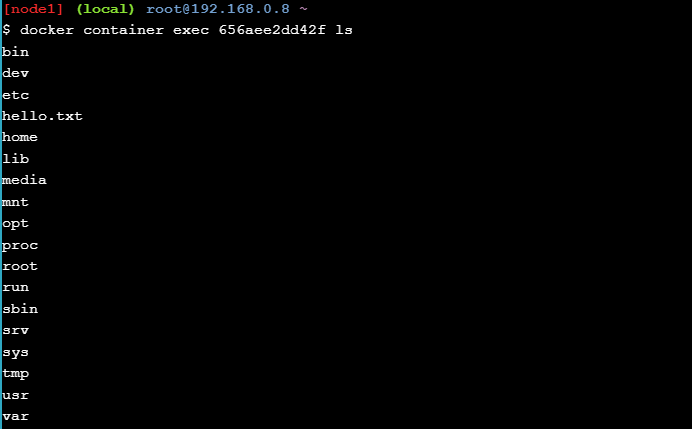 [node1] (local) root@192.168.0.8 ~
$ docker container exec 656aee2dd42f ls
bin
dev
etc
hello.txt
home
lib
media
mnt
opt
proc
root
run
sbin
srv
sys
tmp
usr
var